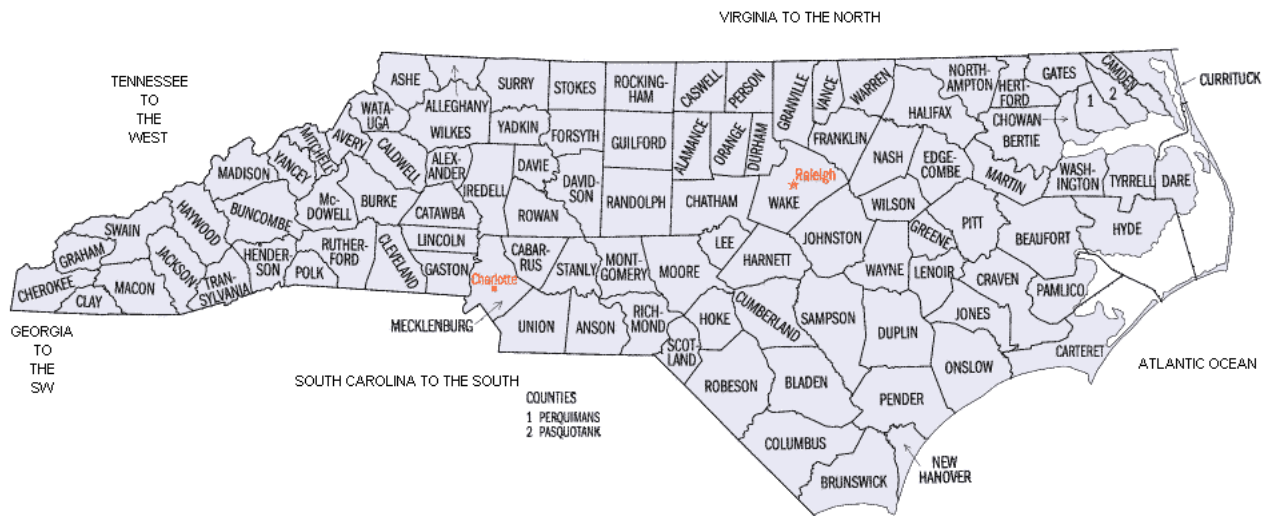 VIRGINIA TO THE NORTH
TENNESSEE
TO
THE
WEST
ASHE
ALLEGHANY
SURRY
STOKES
ROCKING-
HAM
CASWELL
PERSON
GRANVILLE
VANCE
WARREN
NORTH-
AMPTON
HERT-
FORD
GATES
CAMDEN
CURRITUCK
1
2
WATA-
UGA
WILKES
YADKIN
FORSYTH
GUILFORD
ALAMANCE
ORANGE
DURHAM
FRANKLIN
HALIFAX
CHOWAN
BERTIE
MITCHELL
AVERY
CALDWELL
ALEX-
ANDER
IREDELL
DAVIE
DAVID-
SON
NASH
EDGE-
COMBE
MARTIN
WASH-
INGTON
TYRRELL
DARE
MADISON
YANCEY
Raleigh
WAKE
MC-
DOWELL
BURKE
CATAWBA
ROWAN
RANDOLPH
CHATHAM
WILSON
PITT
BEAUFORT
HYDE
HAYWOOD
BUNCOMBE
SWAIN
GRAHAM
JACKSON
HENDER-
SON
POLK
RUTHER-
FORD
CLEVELAND
LINCOLN
GASTON
CABAR-
RUS
STANLY
MONT-
GOMERY
MOORE
LEE
HARNETT
JOHNSTON
GREENE
WAYNE
LENOIR
CRAVEN
PAMLICO
CHEROKEE
CLAY
MACON
TRAN-
SYLVANIA
Charlotte
MECKLENBURG
UNION
ANSON
RICH-
MOND
SCOT-
LAND
HOKE
CUMBERLAND
SAMPSON
DUPLIN
JONES
ONSLOW
CARTERET
GEORGIA
TO
THE
SW
ATLANTIC OCEAN
SOUTH CAROLINA TO THE SOUTH
ROBESON
BLADEN
PENDER
COUNTIES
1 PERQUIMANS
2 PASQUOTANK
COLUMBUS
BRUNSWICK
NEW
HANOVER